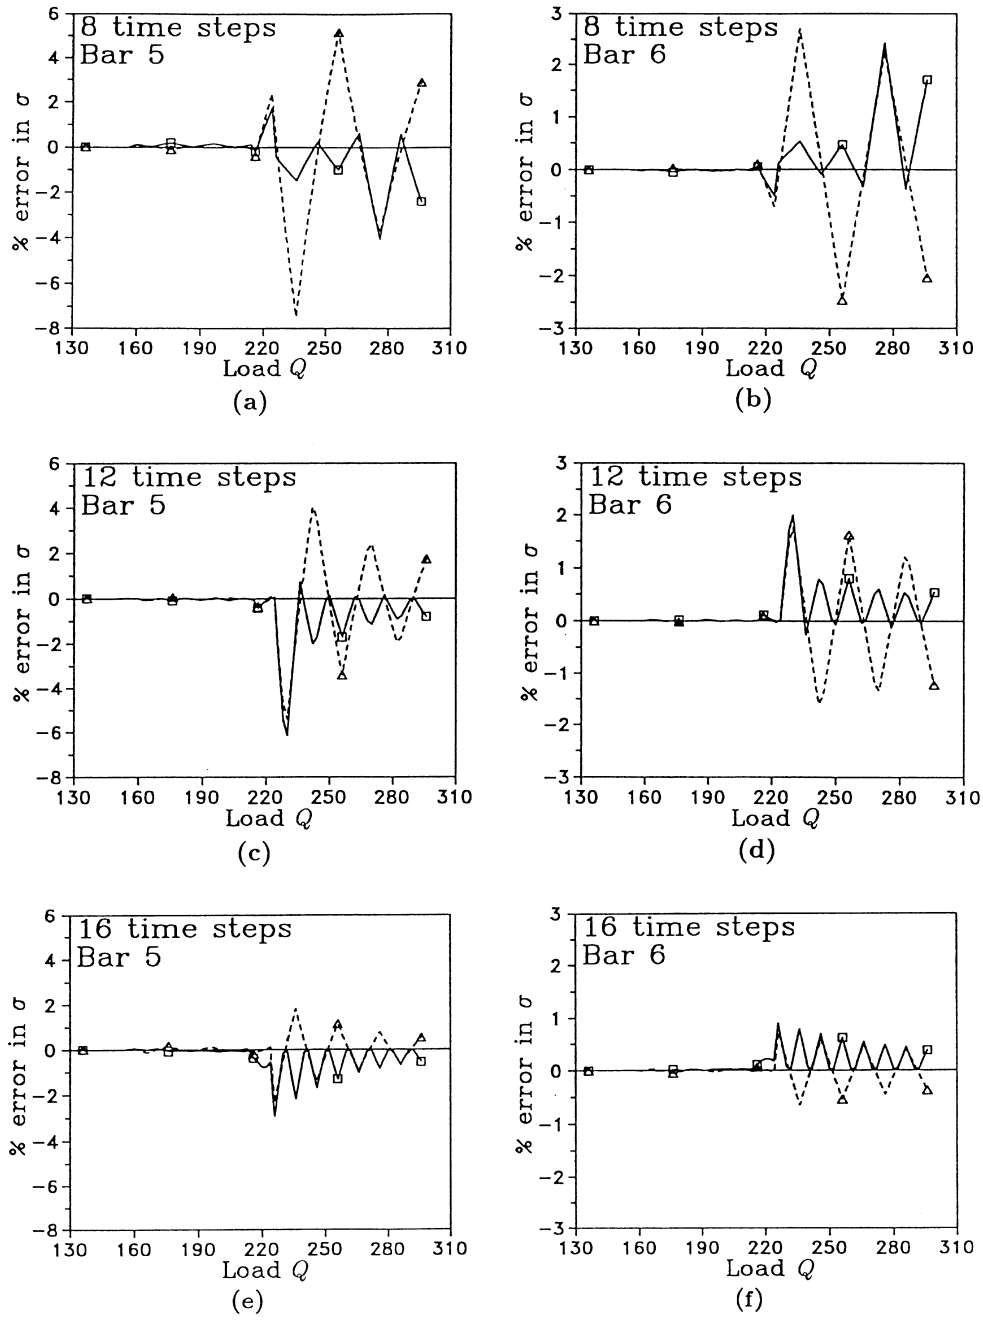 8 time steps
Bar 5
% error in σ
6
4
2
0
−2
−4
−6
−8
130 160 190 220 250 280 310
Load Q
(a)
8 time steps
Bar 6
% error in σ
3
2
1
0
−1
−2
−3
130 160 190 220 250 280 310
Load Q
(b)
12 time steps
Bar 5
% error in σ
6
4
2
0
−2
−4
−6
−8
130 160 190 220 250 280 310
Load Q
(c)
12 time steps
Bar 6
% error in σ
3
2
1
0
−1
−2
−3
130 160 190 220 250 280 310
Load Q
(d)
16 time steps
Bar 5
% error in σ
6
4
2
0
−2
−4
−6
−8
130 160 190 220 250 280 310
Load Q
(e)
16 time steps
Bar 6
% error in σ
3
2
1
0
−1
−2
−3
130 160 190 220 250 280 310
Load Q
(f)